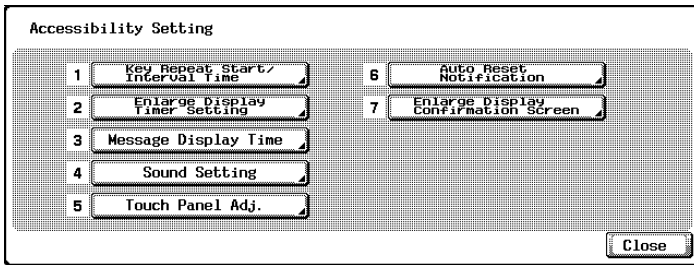 Accessibility Setting
1 Key Repeat Start/
Interval Time
2 Enlarge Display
Timer Setting
3 Message Display Time
4 Sound Setting
5 Touch Panel Adj.
6 Auto Reset
Notification
7 Enlarge Display
Confirmation Screen
Close